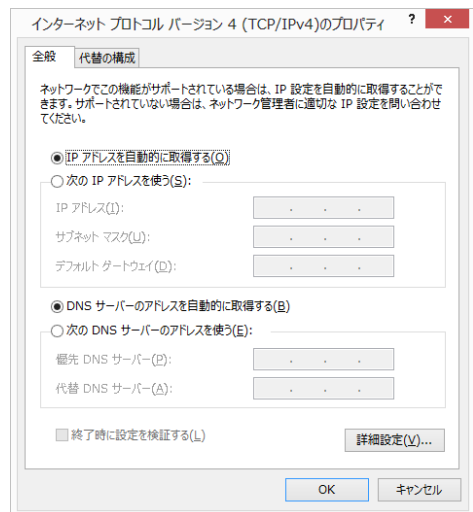 インターネット プロトコル バージョン 4 (TCP/IPv4)のプロパティ
?
×
全般
代替の構成
ネットワークでこの機能がサポートされている場合は、IP 設定を自動的に取得することがで
きます。サポートされていない場合は、ネットワーク管理者に適切な IP 設定を問い合わせ
てください。
IP アドレスを自動的に取得する(O)
次の IP アドレスを使う(S):
IP アドレス(I):
サブネット マスク(U):
デフォルト ゲートウェイ(D):
DNS サーバーのアドレスを自動的に取得する(B)
次の DNS サーバーのアドレスを使う(E):
優先 DNS サーバー(P):
代替 DNS サーバー(A):
終了時に設定を検証する(L)
詳細設定(V)...
OK
キャンセル